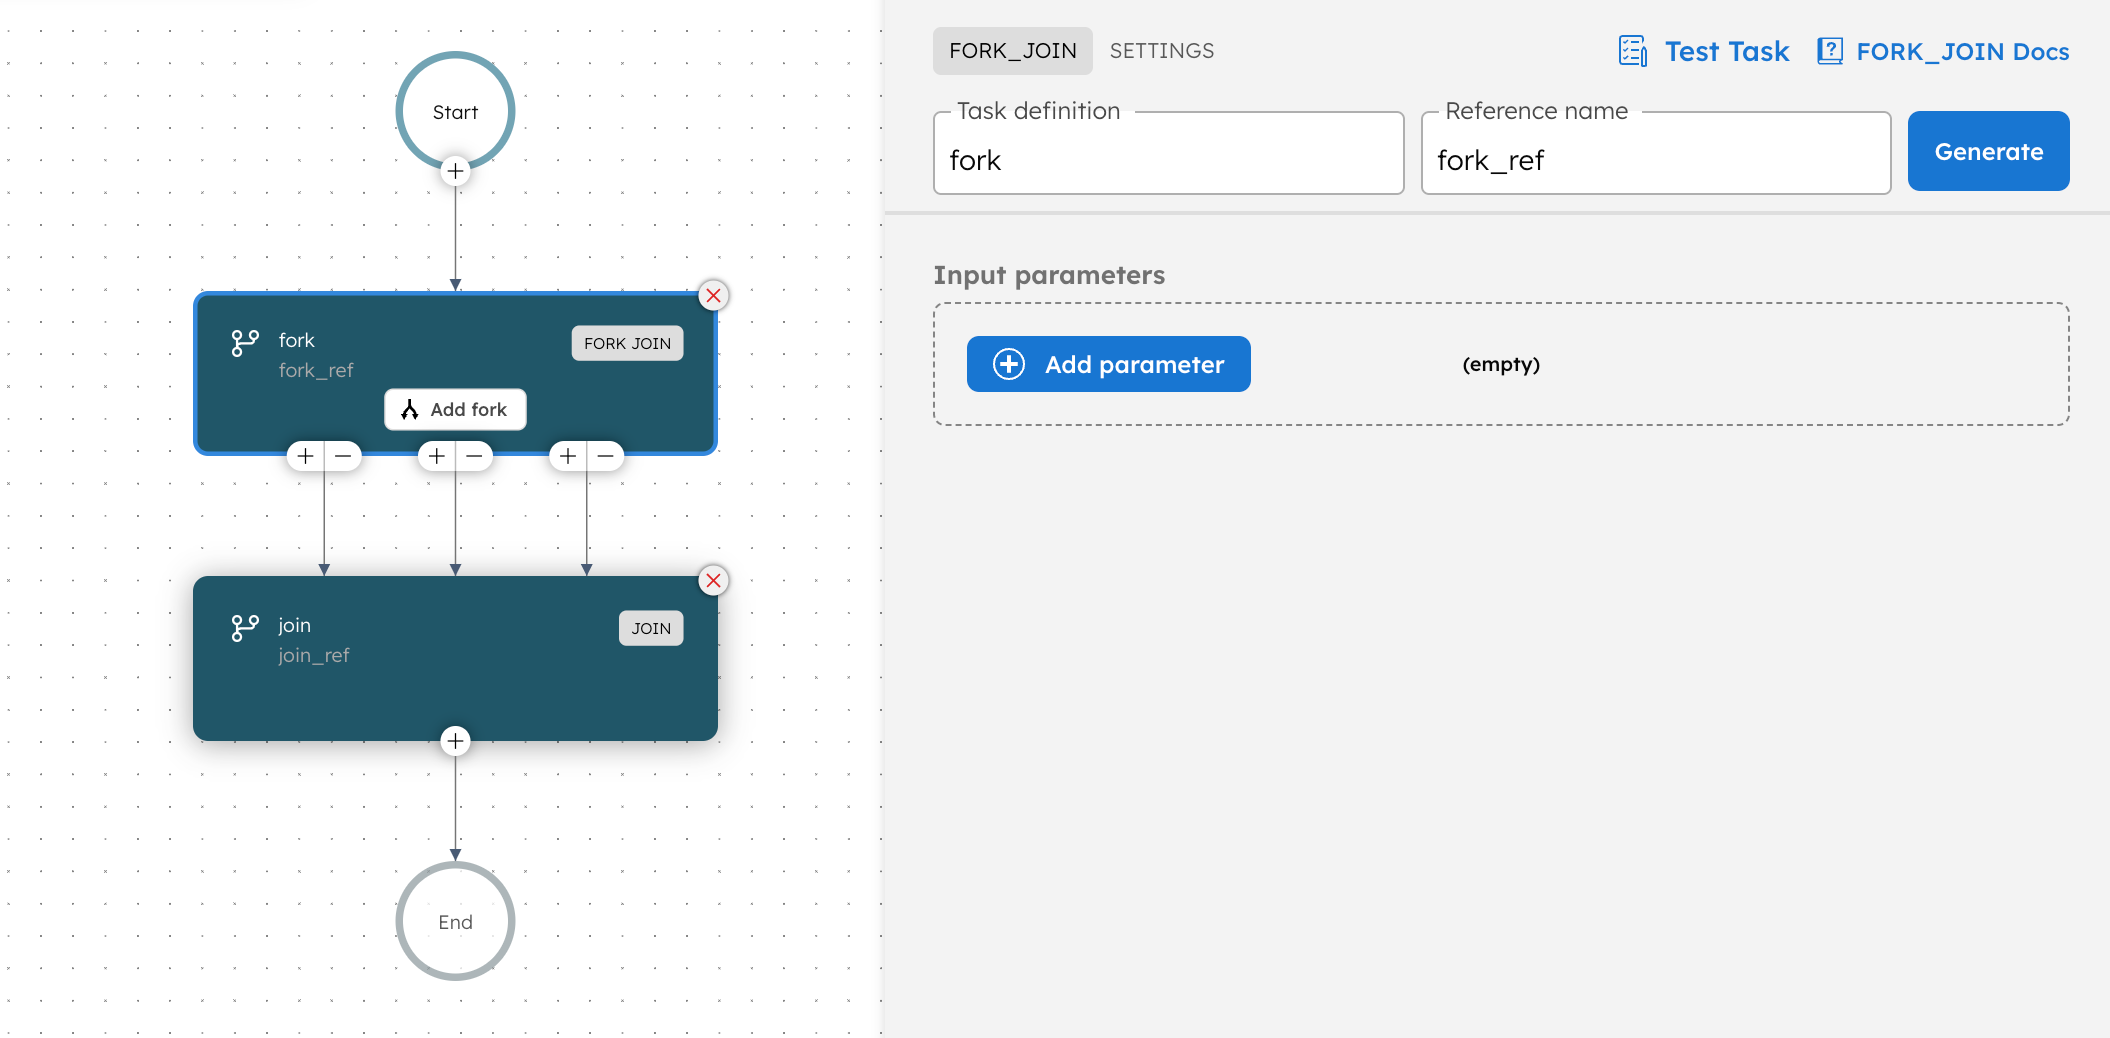 Start
fork
FORK JOIN
fork_ref
Add fork
join
JOIN
join_ref
End
FORK_JOIN SETTINGS
Test Task
FORK_JOIN Docs
Task definition
fork
Reference name
fork_ref
Generate
Input parameters
Add parameter
(empty)